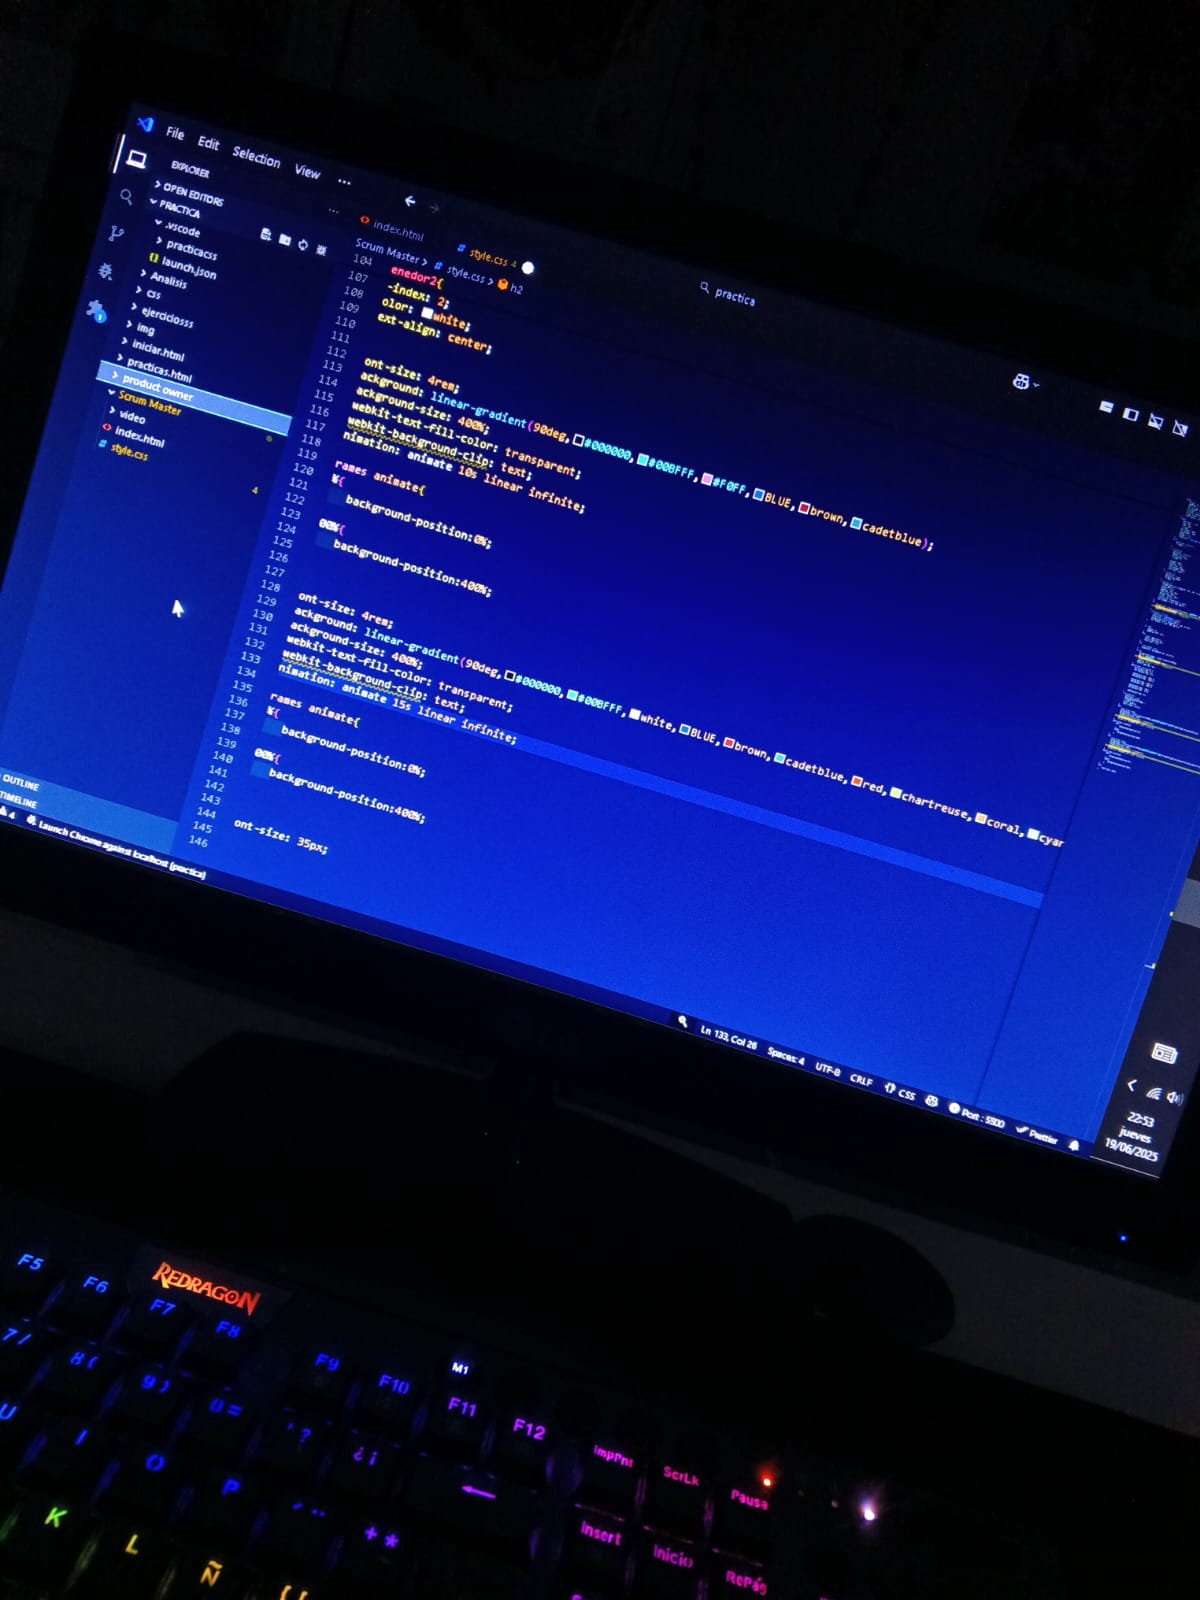 File Edit Selection View ...
EXPLORER
OPEN EDITORS
PRACTICA
.vscode
practicacss
launch.json
Analisis
css
ejerciciosss
img
iniciar.html
practicas.html
product owner
Scrum Master
video
index.html
style.css
4
OUTLINE
TIMELINE
4 Launch Chrome against localhost (practica)
practica
index.html
style.css 4
Scrum Master > # style.css > h2
104 enedor2{
107 -index: 2;
108 olor: white;
109 ext-align: center;
110
111
112 ont-size: 4rem;
113 ackground: linear-gradient(90deg, #000000, #00BFFF, #F0FF, BLUE, brown, cadetblue);
114 ackground-size: 400%;
115 webkit-text-fill-color: transparent;
116 webkit-background-clip: text;
117 nimation: animate 10s linear infinite;
118
119 rames animate{
120 %{
121 background-position:0%;
122
123 00%{
124 background-position:400%;
125
126
127
128 ont-size: 4rem;
129 ackground: linear-gradient(90deg, #000000, #00BFFF, white, BLUE, brown, cadetblue, red, chartreuse, coral, cyan
130 ackground-size: 400%;
131 webkit-text-fill-color: transparent;
132 webkit-background-clip: text;
133 nimation: animate 15s linear infinite;
134
135 rames animate{
136 %{
137 background-position:0%;
138
139 00%{
140 background-position:400%;
141
142
143
144 ont-size: 35px;
145
146
Ln 133, Col 26 Spaces: 4 UTF-8 CRLF {} CSS Port : 5500 Prettier
22:53
jueves
19/06/2025
REDRAGON
F5 F6 F7 F8 F9 F10 M1 F11 F12 ImpPnt ScrLk Pausa
7 / 8 ( 9 ) 0 = ' ? ¿ ¡ Insert Inicio RePág
U I O P + *
K L Ñ